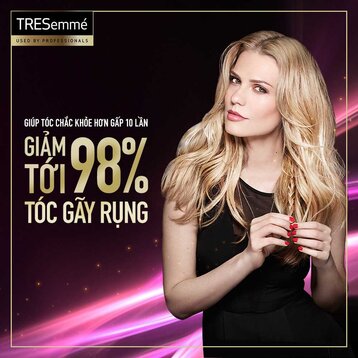 TRESemmé
USED BY PROFESSIONALS
GIÚP TÓC CHẮC KHỎE HƠN GẤP 10 LẦN
GIẢM
TỚI 98%
TÓC GÃY RỤNG